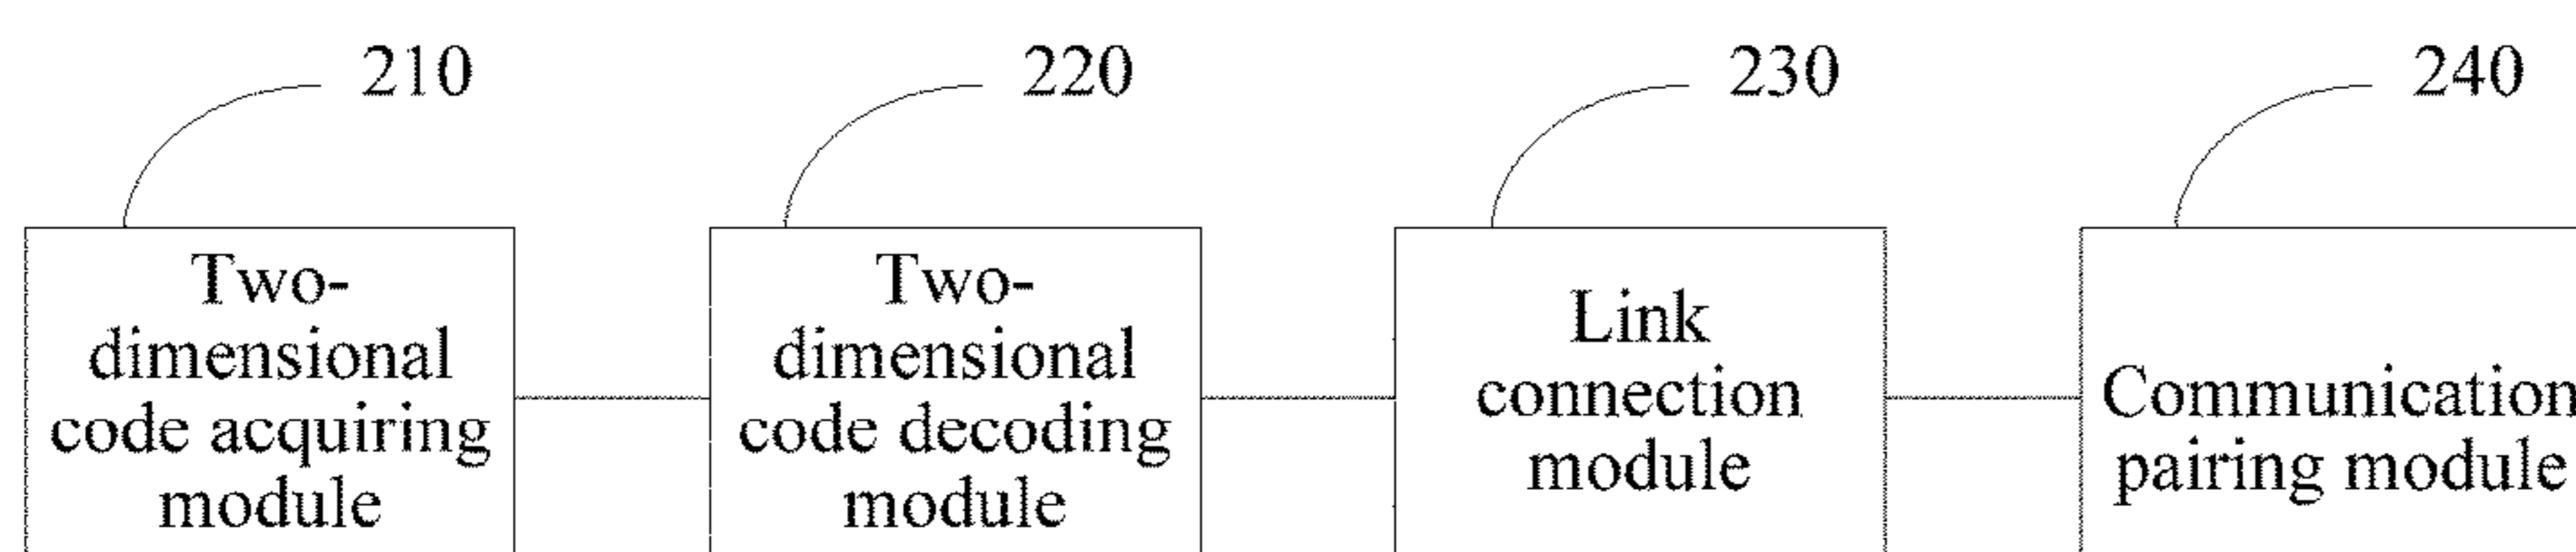 210
220
230
240
Two-
dimensional
code acquiring
module
Two-
dimensional
code decoding
module
Link
connection
module
Communication
pairing module